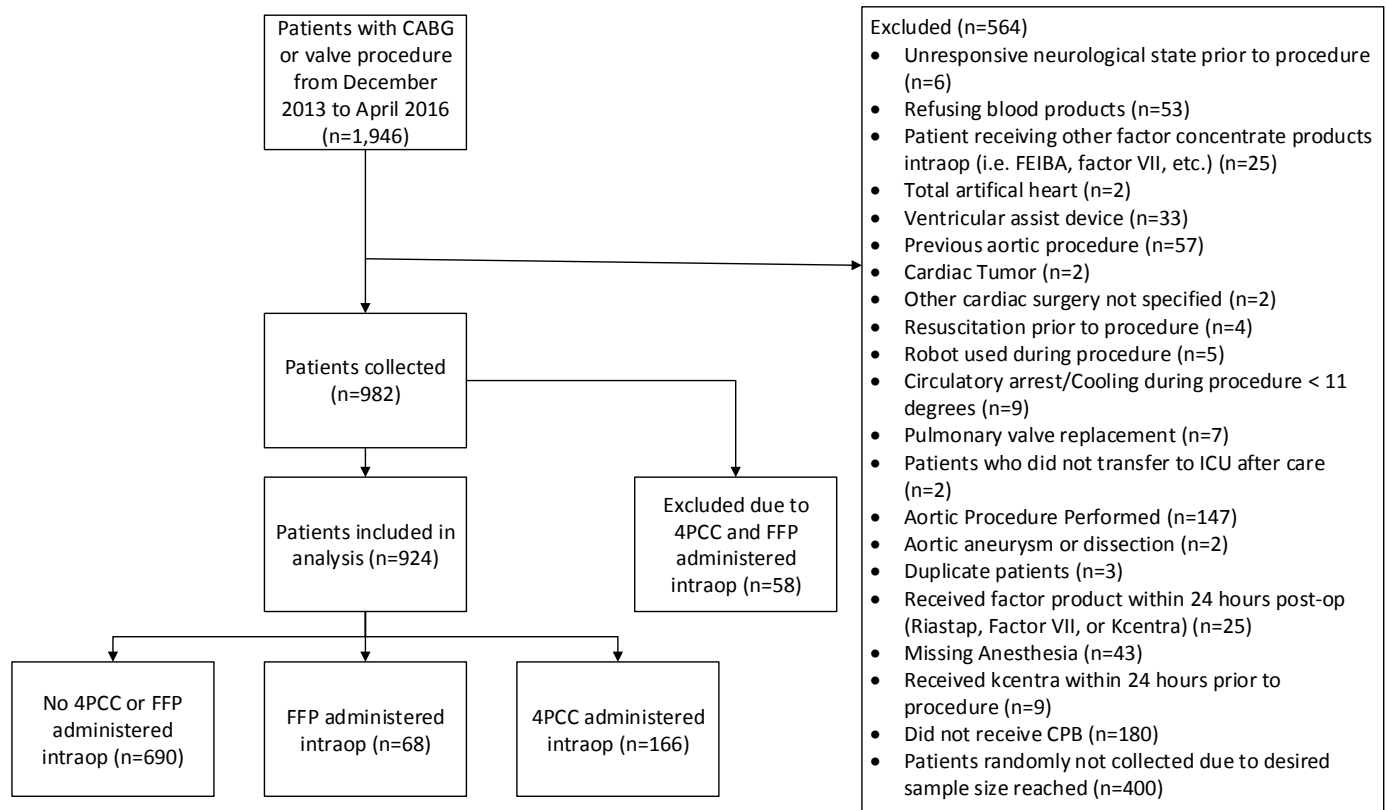 Patients with CABG
or valve procedure
from December
2013 to April 2016
(n=1,946)
Excluded (n=564)
• Unresponsive neurological state prior to procedure
(n=6)
• Refusing blood products (n=53)
• Patient receiving other factor concentrate products
intraop (i.e. FEIBA, factor VII, etc.) (n=25)
• Total artifical heart (n=2)
• Ventricular assist device (n=33)
• Previous aortic procedure (n=57)
• Cardiac Tumor (n=2)
• Other cardiac surgery not specified (n=2)
• Resuscitation prior to procedure (n=4)
• Robot used during procedure (n=5)
• Circulatory arrest/Cooling during procedure < 11
degrees (n=9)
• Pulmonary valve replacement (n=7)
• Patients who did not transfer to ICU after care
(n=2)
• Aortic Procedure Performed (n=147)
• Aortic aneurysm or dissection (n=2)
• Duplicate patients (n=3)
• Received factor product within 24 hours post-op
(Riastap, Factor VII, or Kcentra) (n=25)
• Missing Anesthesia (n=43)
• Received kcentra within 24 hours prior to
procedure (n=9)
• Did not receive CPB (n=180)
• Patients randomly not collected due to desired
sample size reached (n=400)
Patients collected
(n=982)
Excluded due to
4PCC and FFP
administered
intraop (n=58)
Patients included in
analysis (n=924)
No 4PCC or FFP
administered intraop
(n=690)
FFP administered
intraop (n=68)
4PCC administered
intraop (n=166)